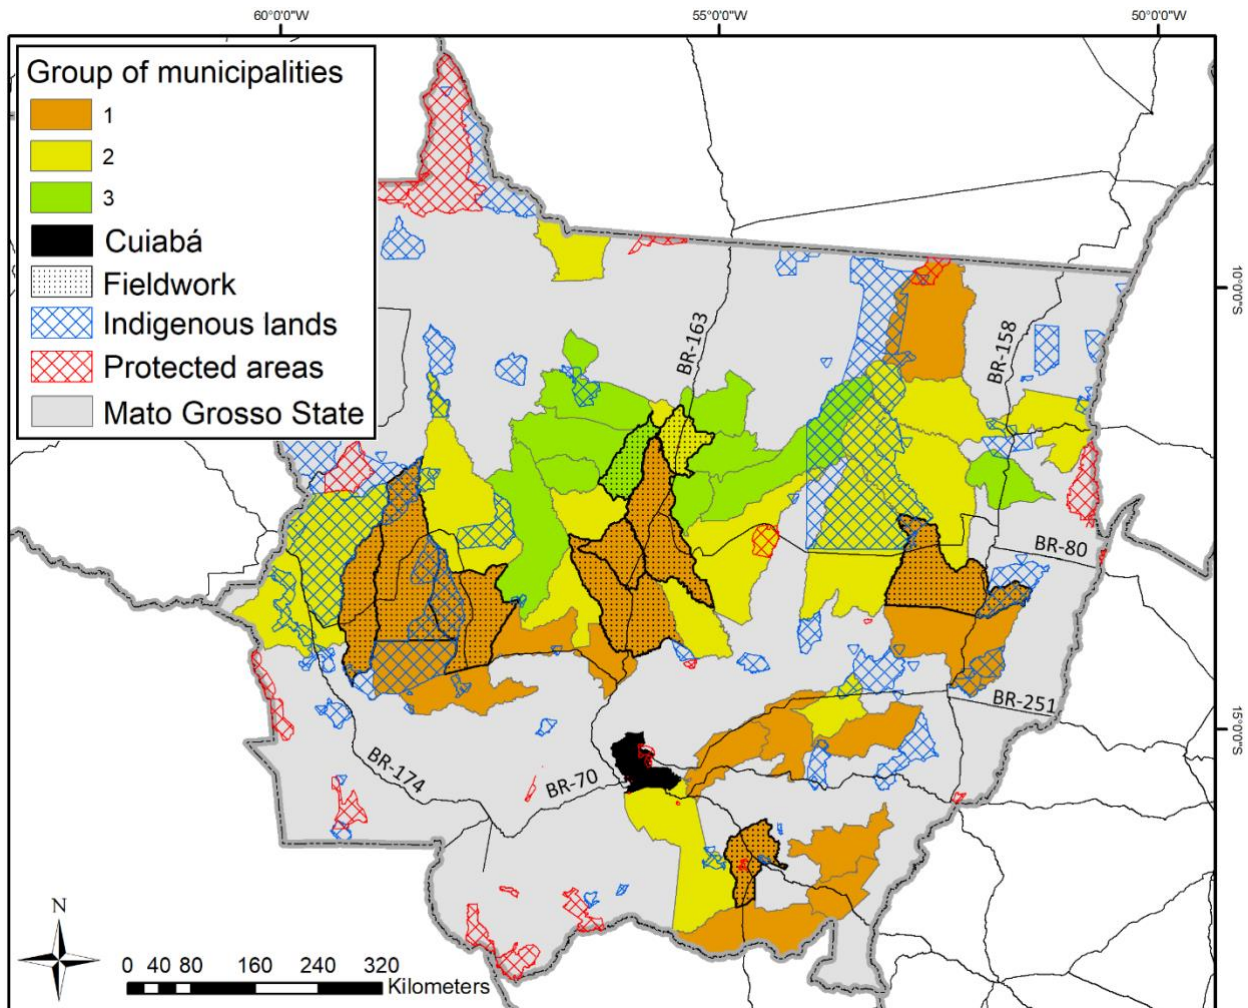 60°0'0"W
55°0'0"W
50°0'0"W
Group of municipalities
1
2
3
Cuiabá
Fieldwork
Indigenous lands
Protected areas
Mato Grosso State
10°0'0"S
BR-163
BR-158
BR-80
BR-251
15°0'0"S
BR-174
BR-70
N
0 40 80 160 240 320
Kilometers